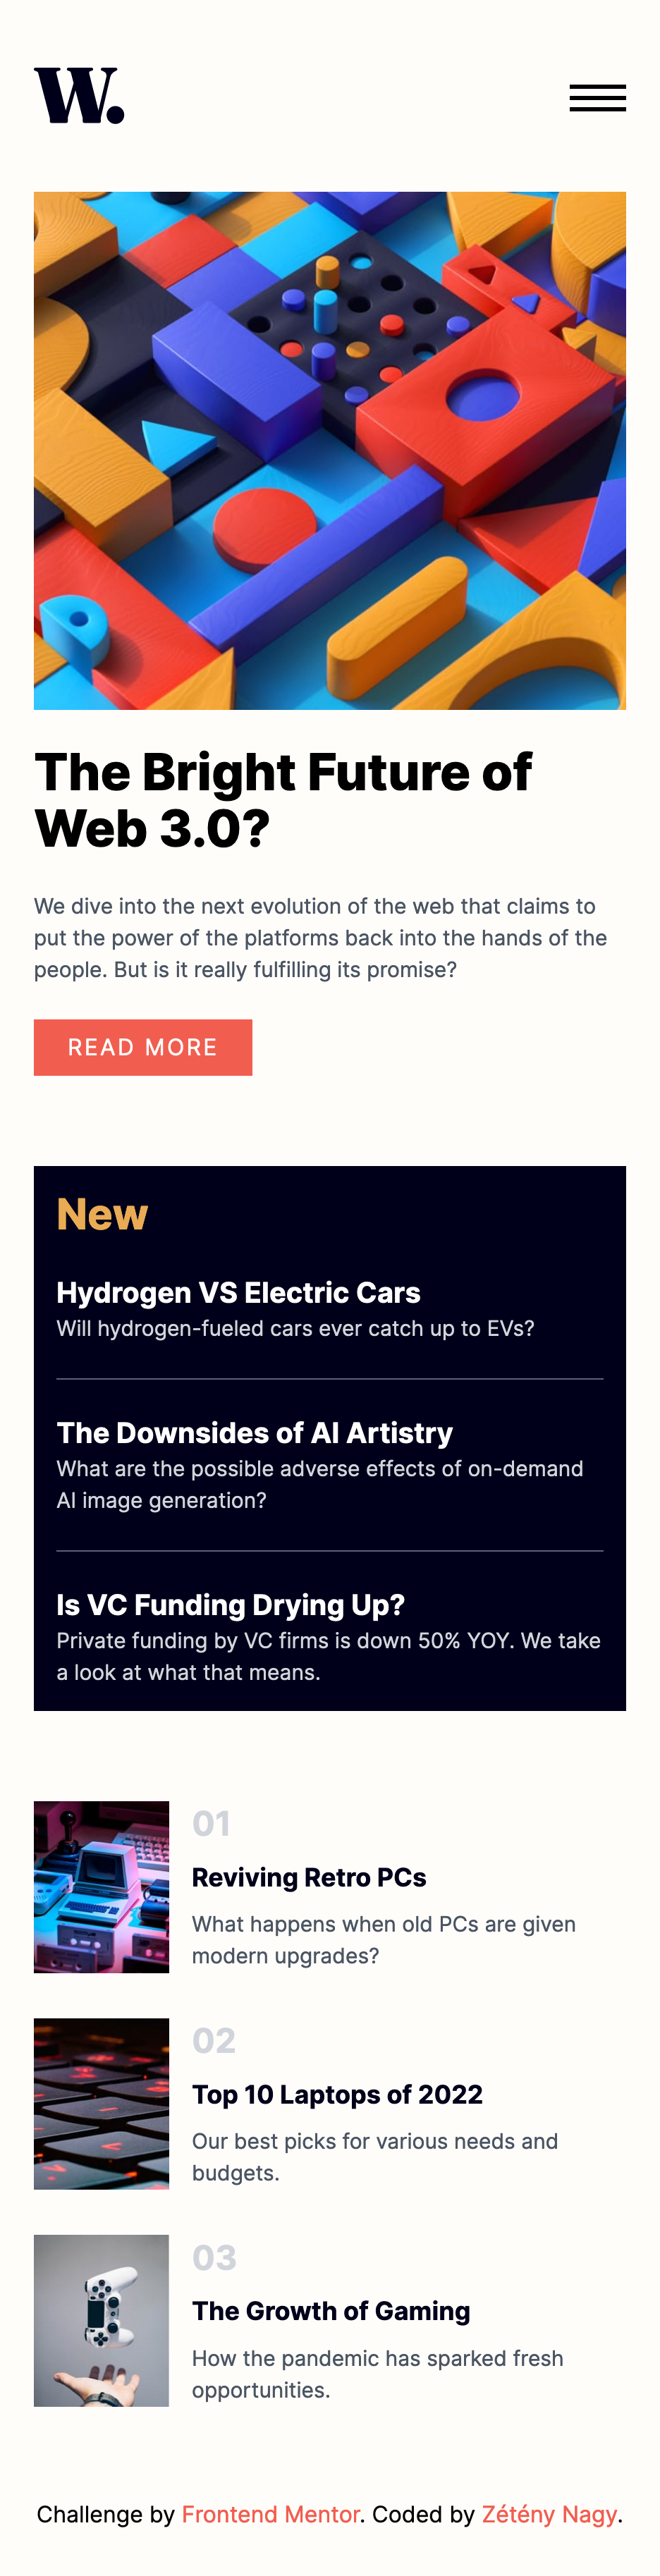 W.
The Bright Future of
Web 3.0?
We dive into the next evolution of the web that claims to
put the power of the platforms back into the hands of the
people. But is it really fulfilling its promise?
READ MORE
New
Hydrogen VS Electric Cars
Will hydrogen-fueled cars ever catch up to EVs?
The Downsides of AI Artistry
What are the possible adverse effects of on-demand
AI image generation?
Is VC Funding Drying Up?
Private funding by VC firms is down 50% YOY. We take
a look at what that means.
01
Reviving Retro PCs
What happens when old PCs are given
modern upgrades?
02
Top 10 Laptops of 2022
Our best picks for various needs and
budgets.
03
The Growth of Gaming
How the pandemic has sparked fresh
opportunities.
Challenge by Frontend Mentor. Coded by Zétény Nagy.